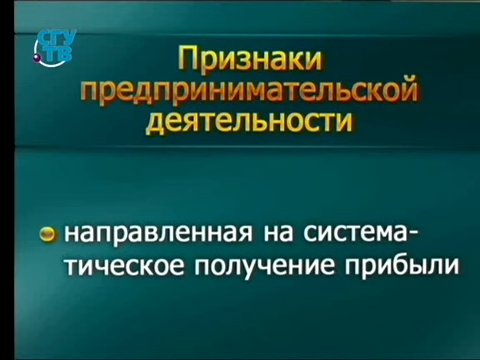 СГУ
ТВ
Признаки
предпринимательской
деятельности
направленная на система-
тическое получение прибыли